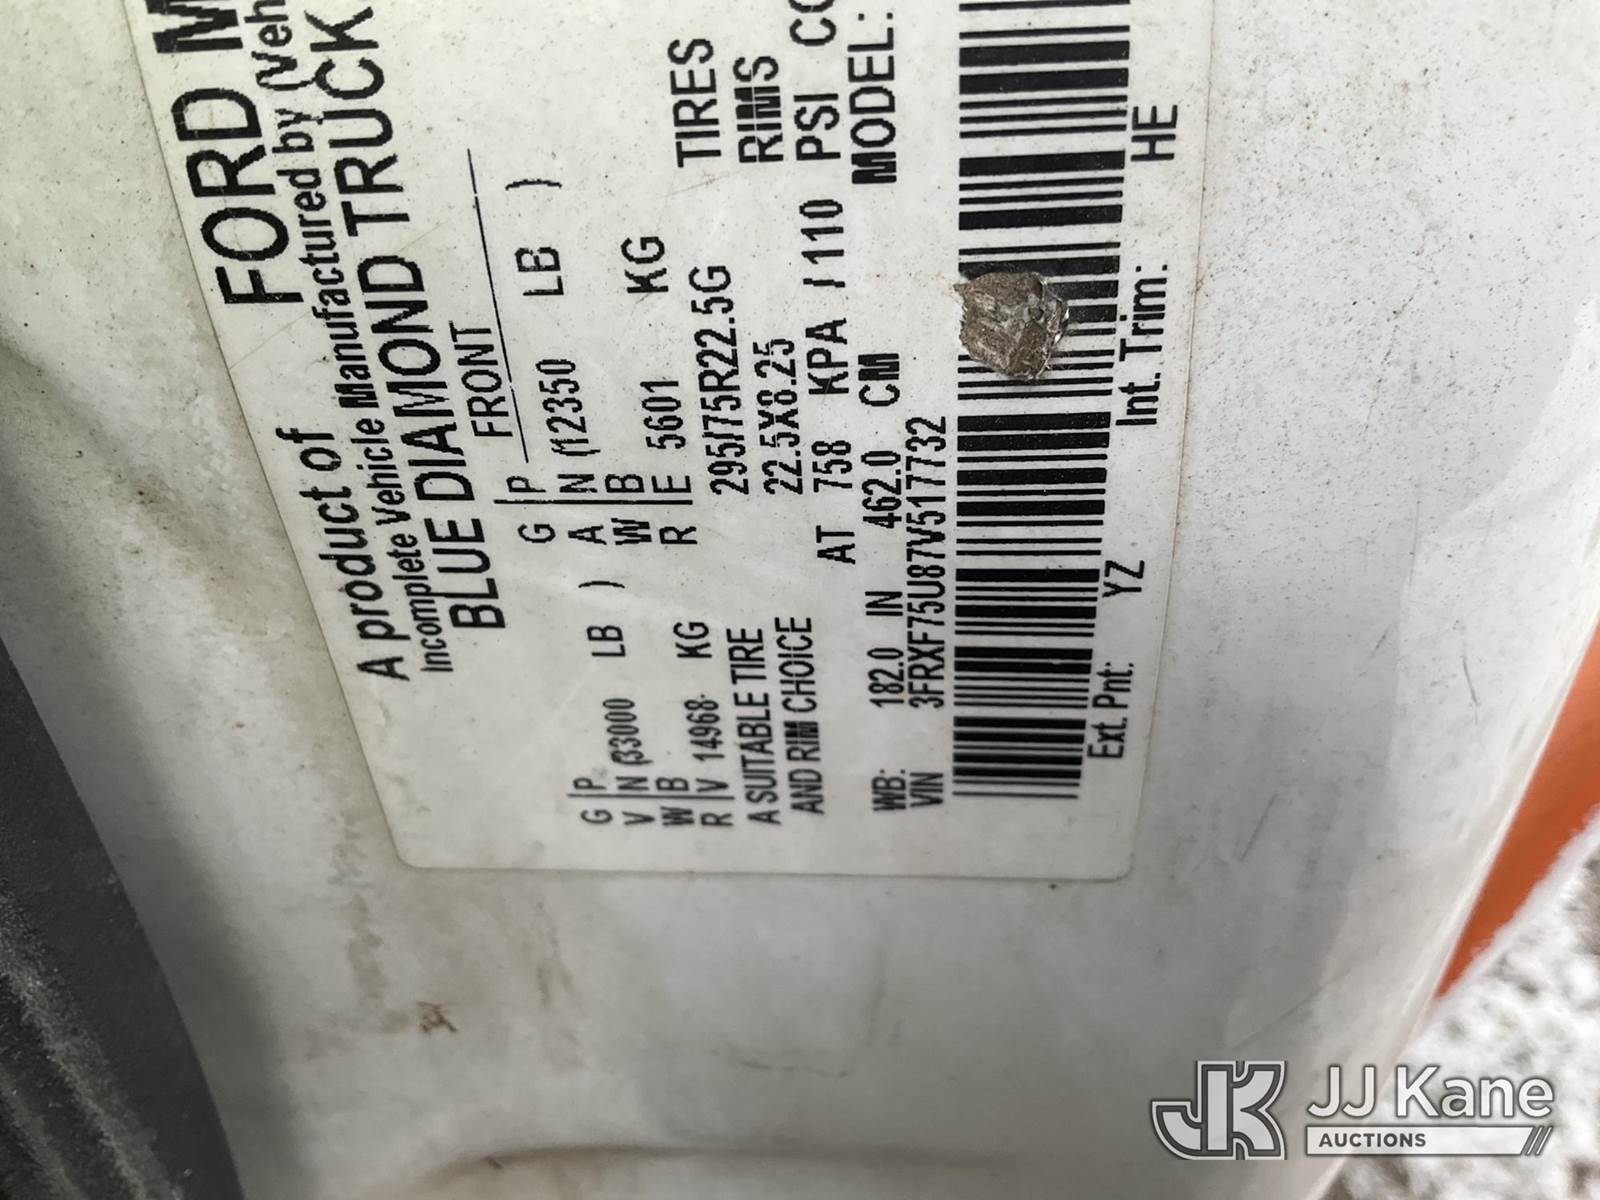 FORD M
A product of
Incomplete Vehicle Manufactured by (Veh
BLUE DIAMOND TRUCK
FRONT
G P G P
V N (33000 LB ) A N (12350 LB )
W B W B
R V 14968 KG R E 5601 KG
A SUITABLE TIRE 295/75R22.5G TIRES
AND RIM CHOICE 22.5X8.25 RIMS
AT 758 KPA / 110 PSI CO
WB: 182.0 IN 462.0 CM MODEL:
VIN 3FRXF75U87V517732
Ext. Pnt: YZ Int. Trim: HE
JK JJ Kane
AUCTIONS